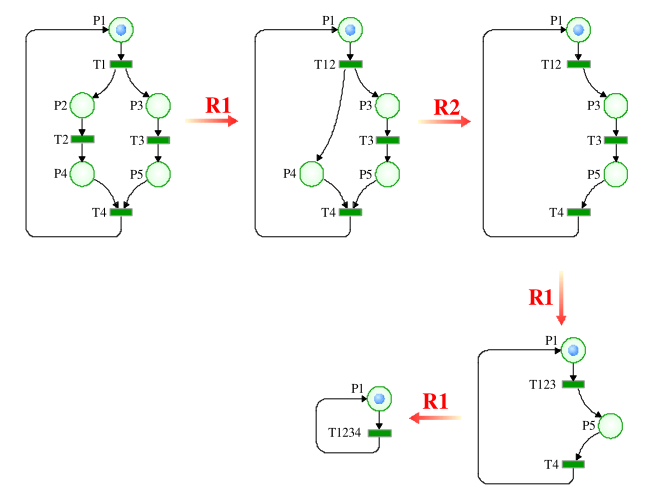 P1 P1 P1
T1 T12 T12
P2 P3 P3 P3
R1 R2
T2 T3 T3 T3
P4 P5 P4 P5 P5
T4 T4 T4
R1
P1
T123
P1
R1
T1234
P5
T4